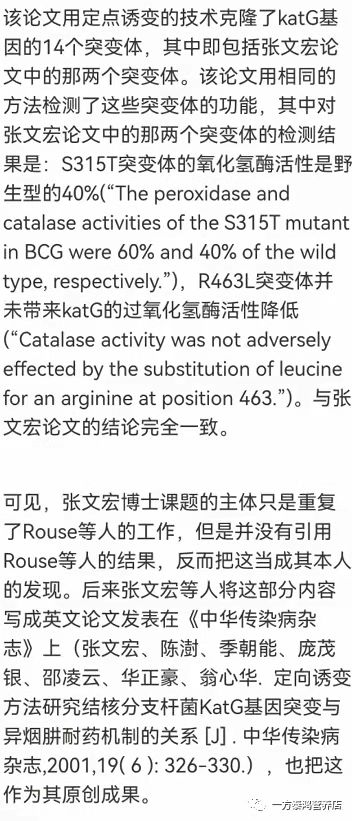 该论文用定点诱变的技术克隆了katG基
因的14个突变体，其中即包括张文宏论
文中的那两个突变体。该论文用相同的
方法检测了这些突变体的功能，其中对
张文宏论文中的那两个突变体的检测结
果是：S315T突变体的氧化氢酶活性是野
生型的40%(“The peroxidase and
catalase activities of the S315T mutant
in BCG were 60% and 40% of the wild
type, respectively.”)，R463L突变体并
未带来katG的过氧化氢酶活性降低
(“Catalase activity was not adversely
effected by the substitution of leucine
for an arginine at position 463.”)。与张
文宏论文的结论完全一致。
可见，张文宏博士课题的主体只是重复
了Rouse等人的工作，但是并没有引用
Rouse等人的结果，反而把这当成其本人
的发现。后来张文宏等人将这部分内容
写成英文论文发表在《中华传染病杂
志》上（张文宏、陈澍、季朝能、庞茂
银、邵凌云、华正豪、翁心华. 定向诱变
方法研究结核分支杆菌KatG基因突变与
异烟肼耐药机制的关系 [J] . 中华传染病
杂志,2001,19( 6 ): 326-330.），也把这
作为其原创成果。
一方泰鸿营养店